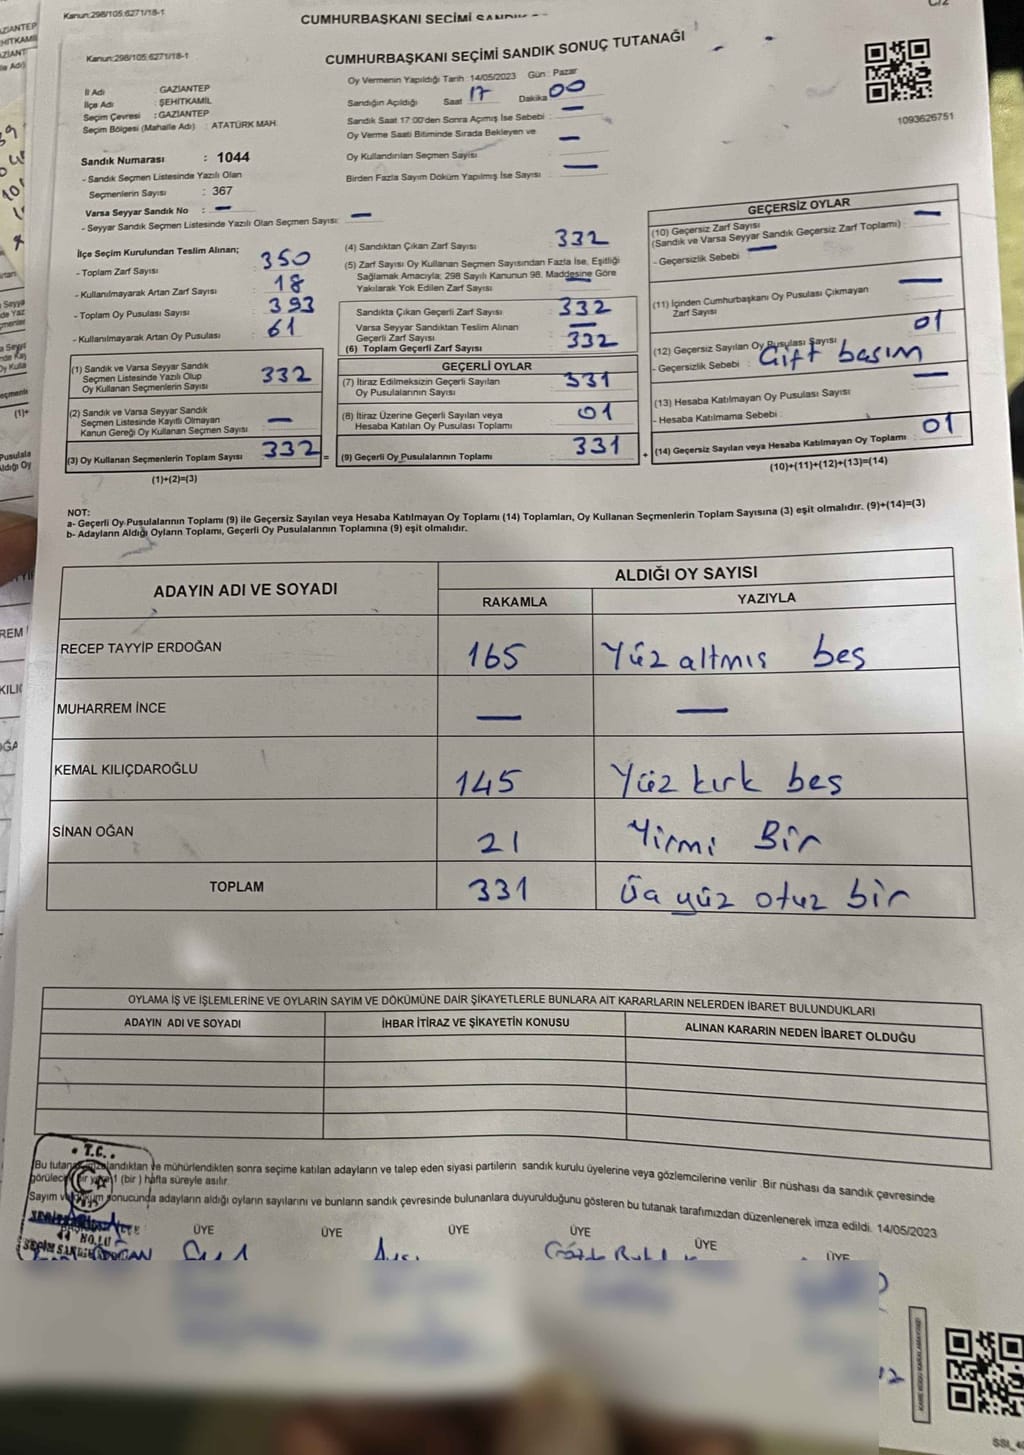 Kanun:298/105:6271/18-1
CUMHURBAŞKANI SEÇİMİ
Kanun:298/105:6271/18-1
CUMHURBAŞKANI SEÇİMİ SANDIK SONUÇ TUTANAĞI
1093626751
İl Adı : GAZİANTEP
İlçe Adı : ŞEHİTKAMİL
Seçim Çevresi : GAZİANTEP
Seçim Bölgesi (Mahalle Adı) : ATATÜRK MAH.
Sandık Numarası : 1044
- Sandık Seçmen Listesinde Yazılı Olan
Seçmenlerin Sayısı : 367
Varsa Seyyar Sandık No : —
- Seyyar Sandık Seçmen Listesinde Yazılı Olan Seçmen Sayısı: —
Oy Vermenin Yapıldığı Tarih : 14/05/2023 Gün : Pazar
Sandığın Açıldığı Saat 17 Dakika 00
Sandık Saat 17:00'den Sonra Açımış İse Sebebi : —
Oy Verme Saati Bitiminde Sırada Bekleyen ve
Oy Kullandırılan Seçmen Sayısı —
Birden Fazla Sayım Döküm Yapılmış İse Sayısı : —
İlçe Seçim Kurulundan Teslim Alınan;
- Toplam Zarf Sayısı 350
- Kullanılmayarak Artan Zarf Sayısı 18
- Toplam Oy Pusulası Sayısı 393
- Kullanılmayarak Artan Oy Pusulası 61
(1) Sandık ve Varsa Seyyar Sandık
Seçmen Listesinde Yazılı Olup
Oy Kullanan Seçmenlerin Sayısı 332
(2) Sandık ve Varsa Seyyar Sandık
Seçmen Listesinde Kayıtlı Olmayan
Kanun Gereği Oy Kullanan Seçmen Sayısı —
(3) Oy Kullanan Seçmenlerin Toplam Sayısı 332 =
(1)+(2)=(3)
(4) Sandıktan Çıkan Zarf Sayısı 332
(5) Zarf Sayısı Oy Kullanan Seçmen Sayısından Fazla İse, Eşitliği
Sağlamak Amacıyla; 298 Sayılı Kanunun 98. Maddesine Göre
Yakılarak Yok Edilen Zarf Sayısı —
Sandıkta Çıkan Geçerli Zarf Sayısı 332
Varsa Seyyar Sandıktan Teslim Alınan
Geçerli Zarf Sayısı —
(6) Toplam Geçerli Zarf Sayısı 332
GEÇERLİ OYLAR
(7) İtiraz Edilmeksizin Geçerli Sayılan
Oy Pusulasının Sayısı 331
(8) İtiraz Üzerine Geçerli Sayılan veya
Hesaba Katılan Oy Pusulası Toplamı 01
(9) Geçerli Oy Pusulalarının Toplamı 331 +
GEÇERSİZ OYLAR
(10) Geçersiz Zarf Sayısı —
(Sandık ve Varsa Seyyar Sandık Geçersiz Zarf Toplamı) :
- Geçersizlik Sebebi : —
(11) İçinden Cumhurbaşkanı Oy Pusulası Çıkmayan
Zarf Sayısı —
(12) Geçersiz Sayılan Oy Pusulası Sayısı 01
- Geçersizlik Sebebi : Çift basım
(13) Hesaba Katılmayan Oy Pusulası Sayısı —
- Hesaba Katılmama Sebebi :
(14) Geçersiz Sayılan veya Hesaba Katılmayan Oy Toplamı 01
(10)+(11)+(12)+(13)=(14)
NOT:
a- Geçerli Oy Pusulalarının Toplamı (9) ile Geçersiz Sayılan veya Hesaba Katılmayan Oy Toplamı (14) Toplamları, Oy Kullanan Seçmenlerin Toplam Sayısına (3) eşit olmalıdır. (9)+(14)=(3)
b- Adayların Aldığı Oyların Toplamı, Geçerli Oy Pusulalarının Toplamına (9) eşit olmalıdır.
ADAYIN ADI VE SOYADI
ALDIĞI OY SAYISI
RAKAMLA YAZIYLA
RECEP TAYYİP ERDOĞAN 165 Yüz altmıs bes
MUHARREM İNCE — —
KEMAL KILIÇDAROĞLU 145 Yüz kırk bes
SİNAN OĞAN 21 Yirmi Bir
TOPLAM 331 Üç yüz otuz bir
OYLAMA İŞ VE İŞLEMLERİNE VE OYLARIN SAYIM VE DÖKÜMÜNE DAİR ŞİKAYETLERLE BUNLARA AİT KARARLARIN NELERDEN İBARET BULUNDUKLARI
ADAYIN ADI VE SOYADI İHBAR İTİRAZ VE ŞİKAYETİN KONUSU ALINAN KARARIN NEDEN İBARET OLDUĞU
T.C.
Bu tutanak imzalandıktan ve mühürlendikten sonra seçime katılan adayların ve talep eden siyasi partilerin sandık kurulu üyelerine veya gözlemcilerine verilir. Bir nüshası da sandık çevresinde
1 (bir) hafta süreyle asılır.
Sayım ve döküm sonucunda adayların aldığı oyların sayılarını ve bunların sandık çevresinde bulunanlara duyurulduğunu gösteren bu tutanak tarafımızdan düzenlenerek imza edildi. 14/05/2023
ÜYE ÜYE ÜYE ÜYE ÜYE ÜYE